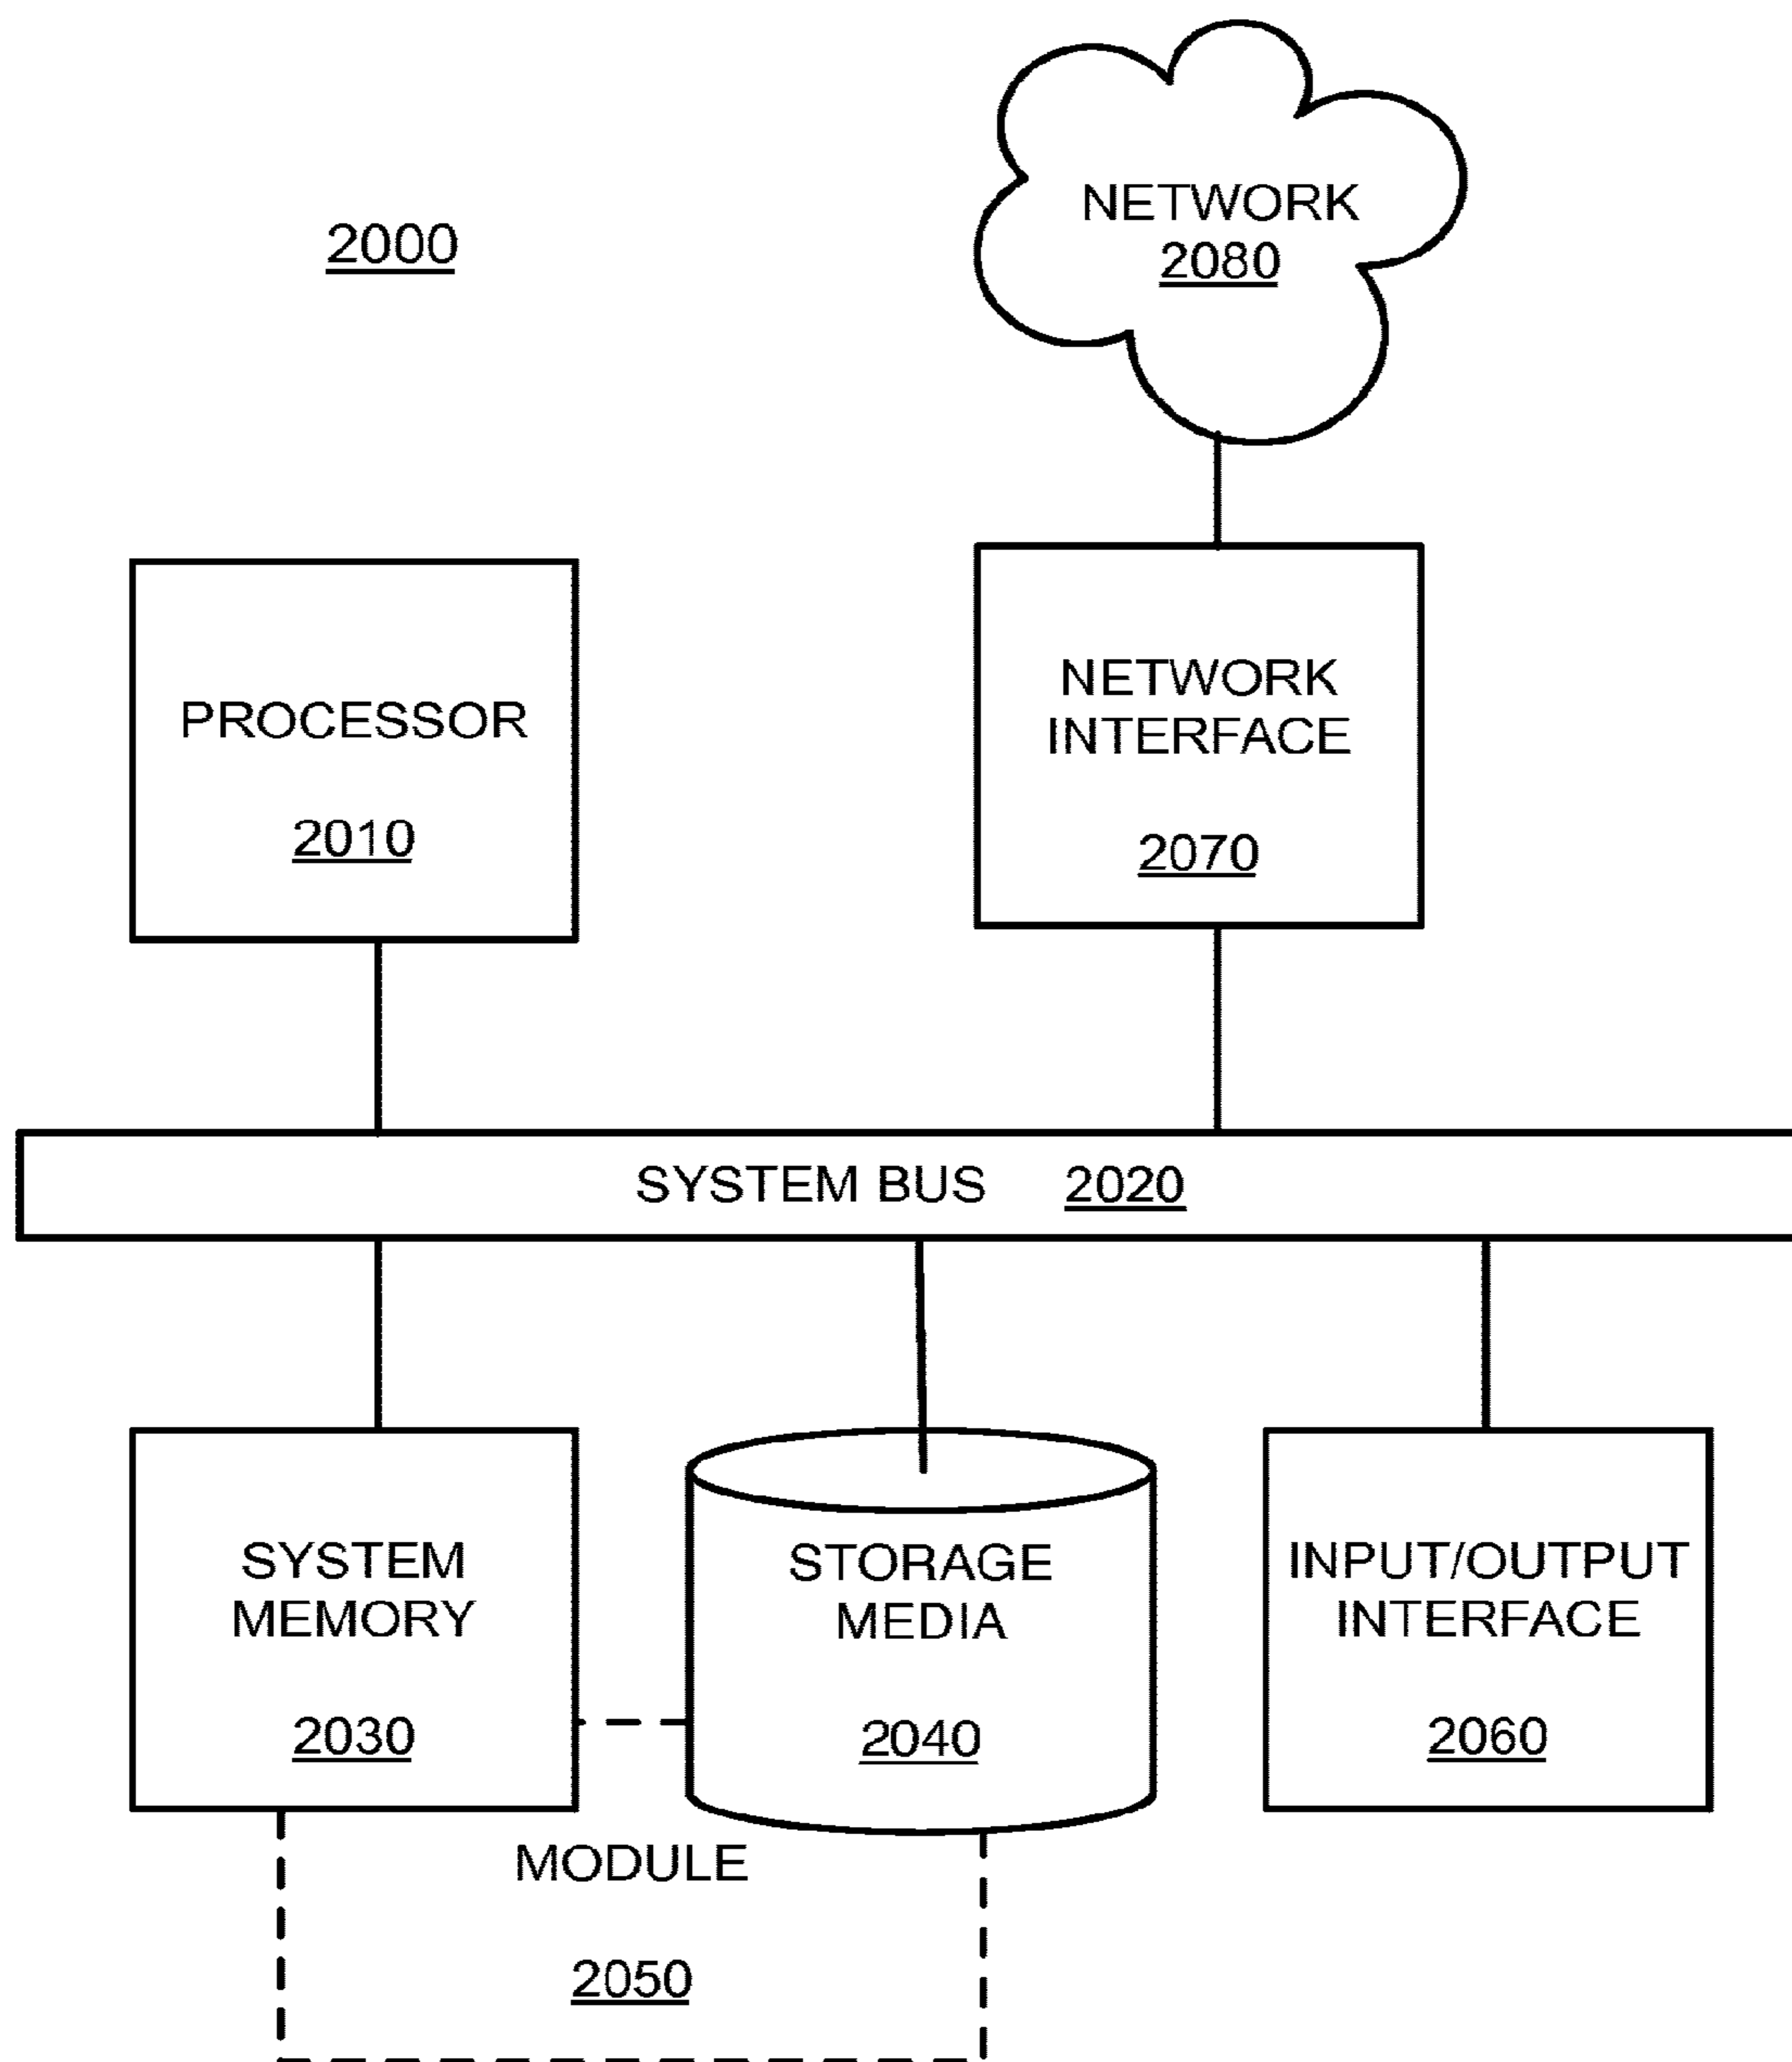 2000
NETWORK
2080
PROCESSOR
2010
NETWORK
INTERFACE
2070
SYSTEM BUS 2020
SYSTEM
MEMORY
2030
STORAGE
MEDIA
2040
INPUT/OUTPUT
INTERFACE
2060
MODULE
2050